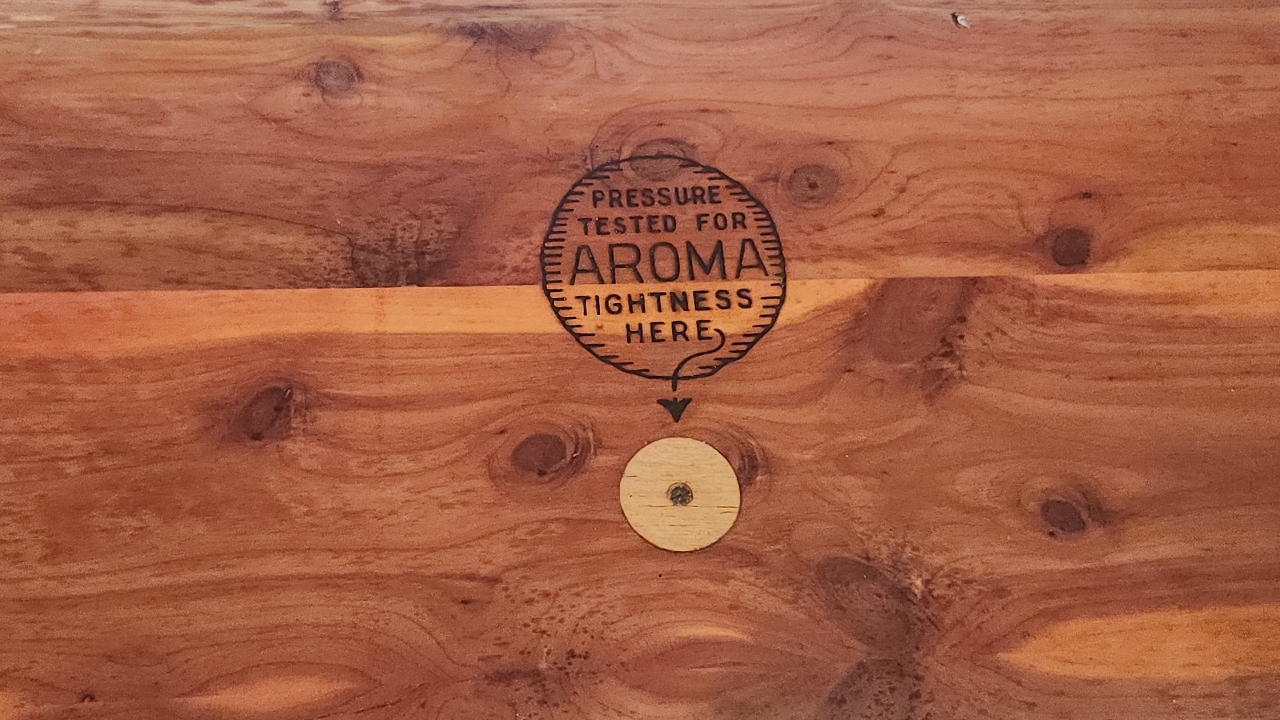 PRESSURE
TESTED FOR
AROMA
TIGHTNESS
HERE